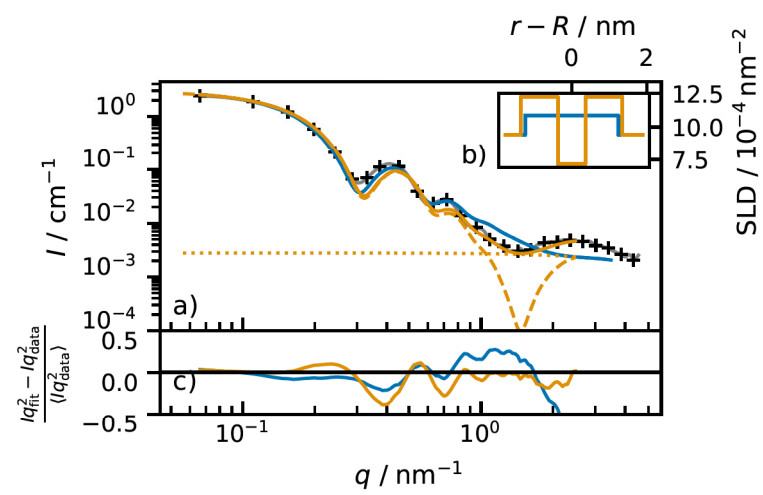 r − R / nm
0 2
10⁰
10⁻¹
10⁻²
10⁻³
10⁻⁴
I / cm⁻¹
a)
b)
12.5
10.0
7.5
SLD / 10⁻⁴ nm⁻²
0.5
0.0
−0.5
Iq²fit − Iq²data
⟨Iq²data⟩
c)
10⁻¹ 10⁰
q / nm⁻¹